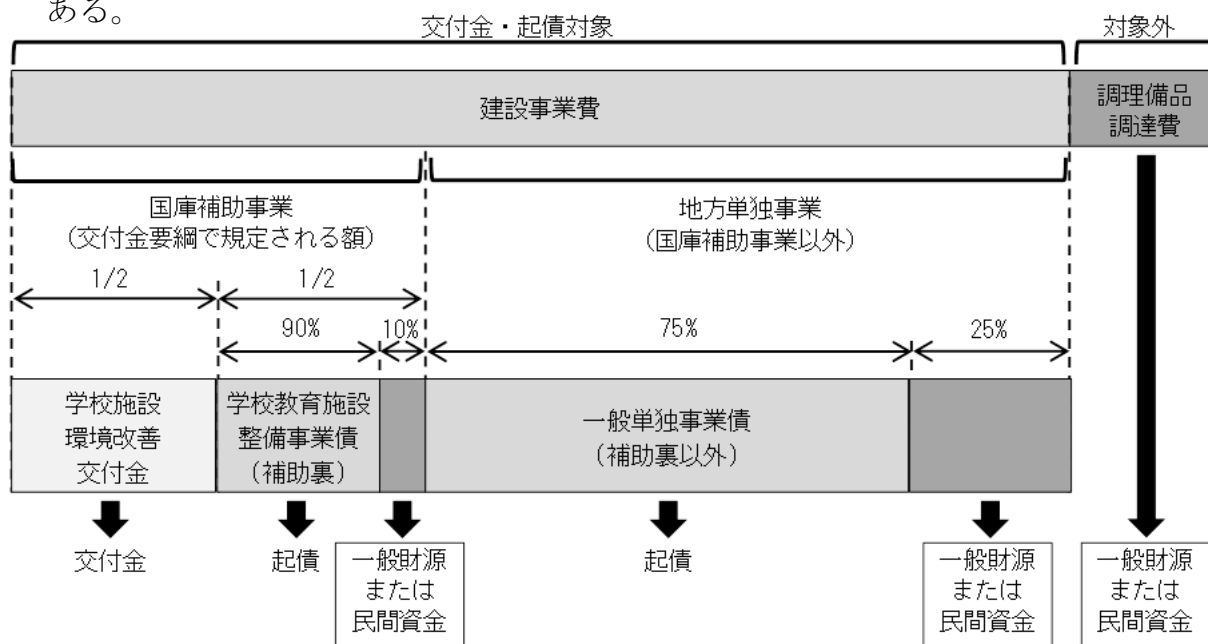 ある。
交付金・起債対象
対象外
建設事業費
調理備品
調達費
国庫補助事業
（交付金要綱で規定される額）
地方単独事業
（国庫補助事業以外）
1/2
1/2
90%
10%
75%
25%
学校施設
環境改善
交付金
学校教育施設
整備事業債
（補助裏）
一般単独事業債
（補助裏以外）
交付金
起債
一般財源
または
民間資金
起債
一般財源
または
民間資金
一般財源
または
民間資金